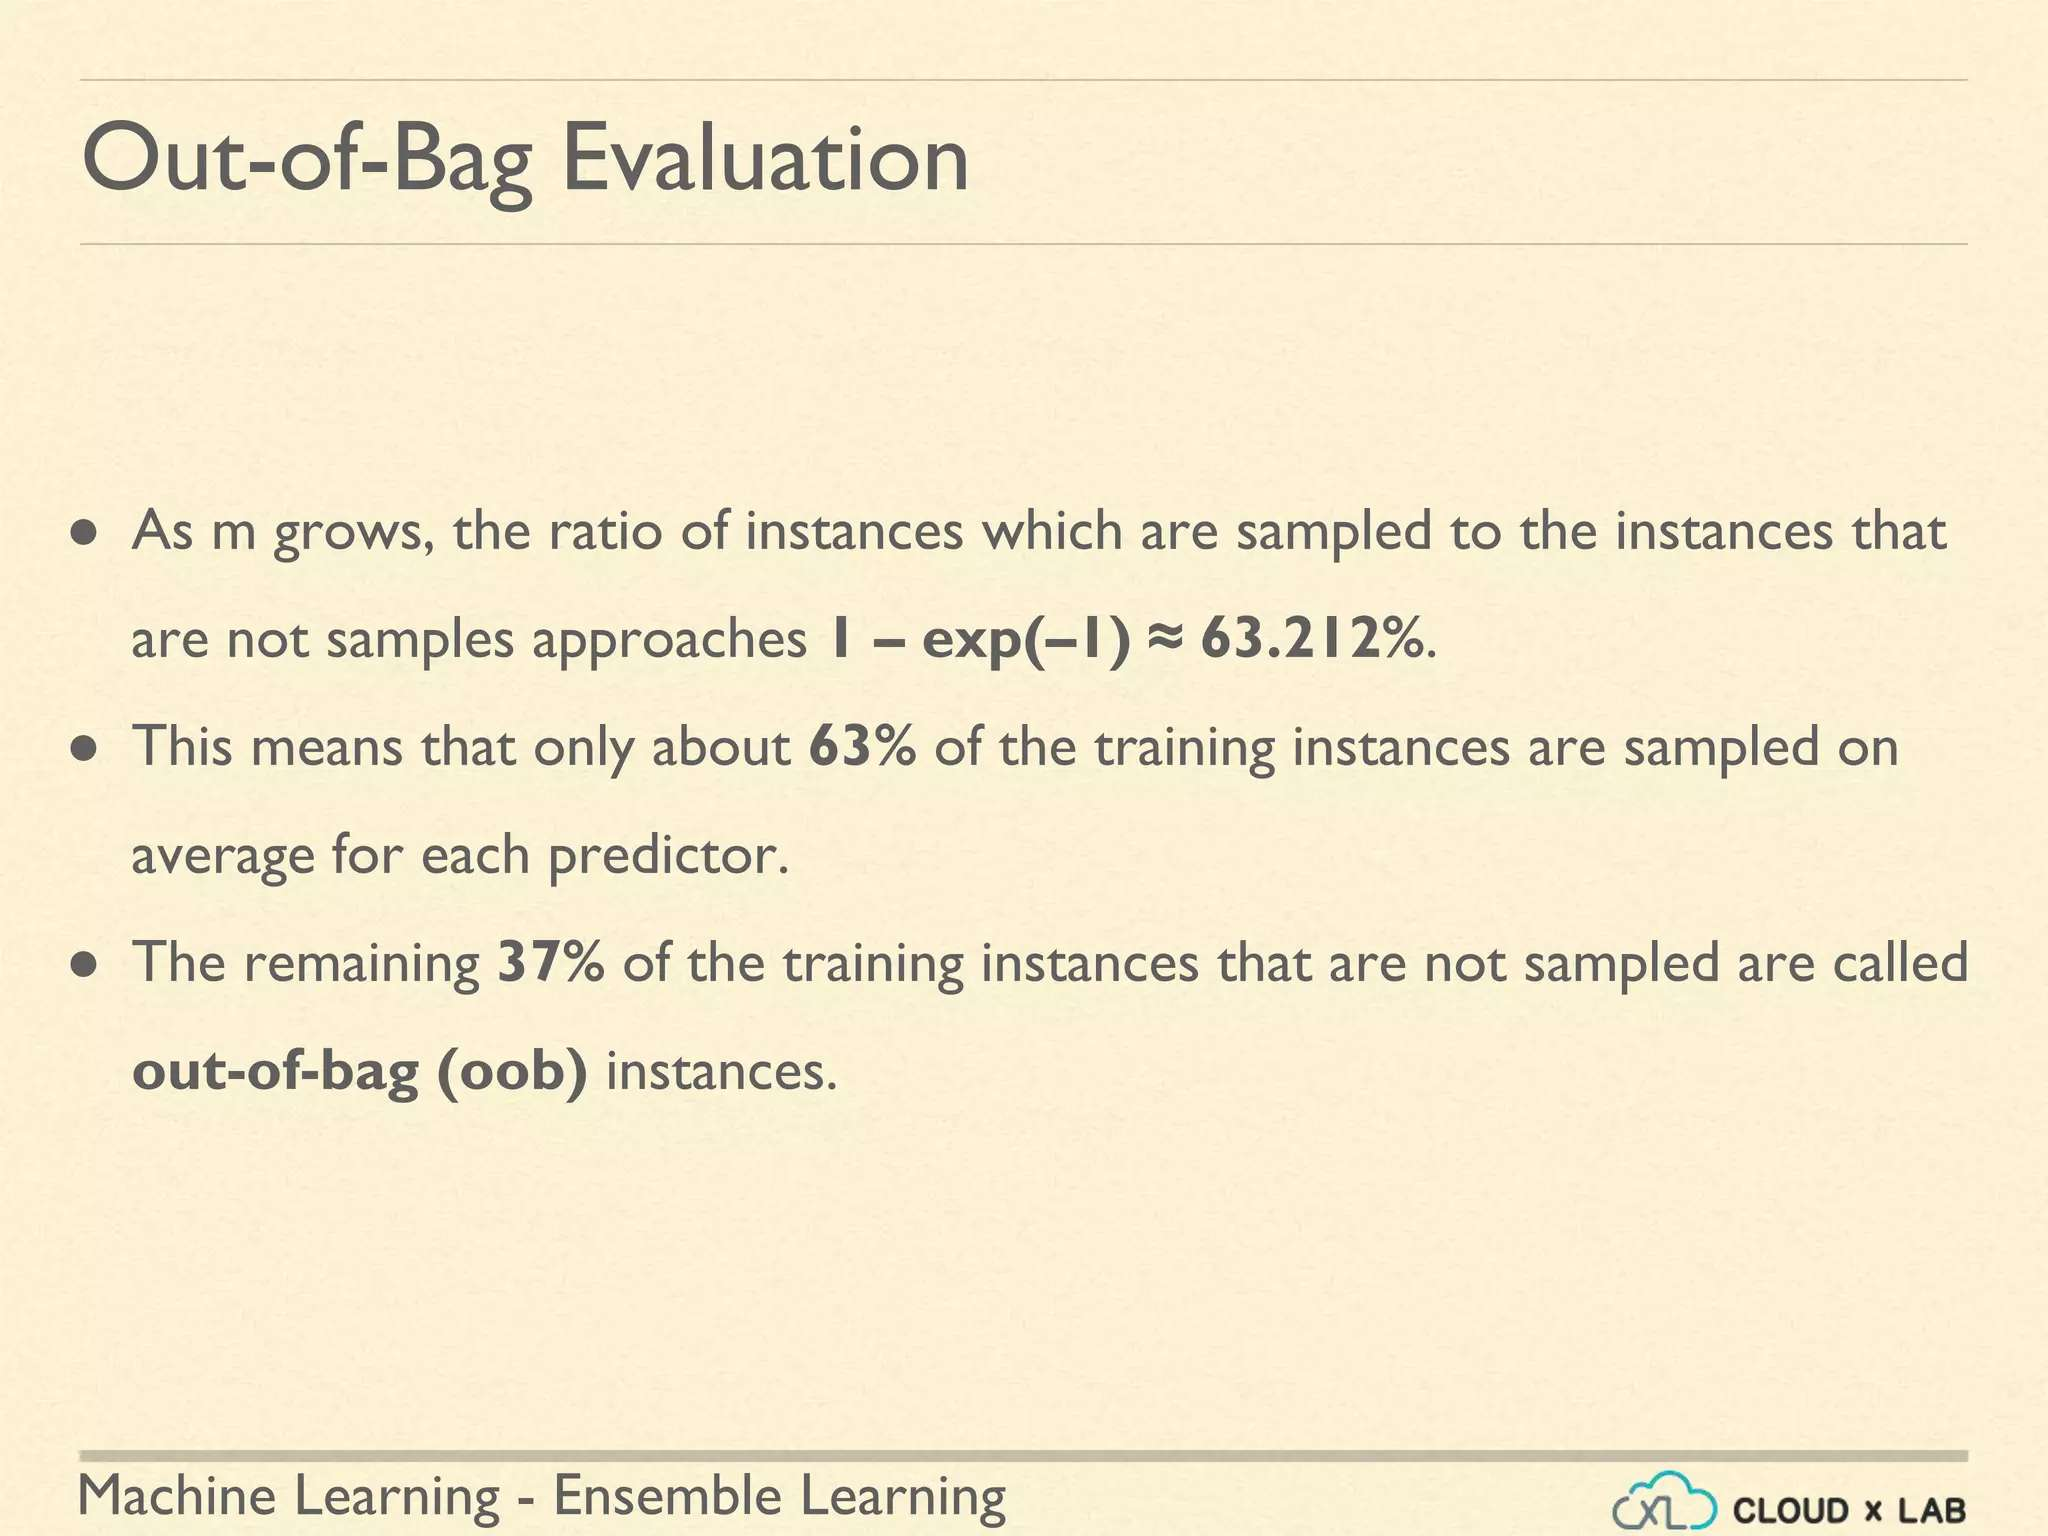 Out-of-Bag Evaluation
● As m grows, the ratio of instances which are sampled to the instances that
are not samples approaches 1 – exp(–1) ≈ 63.212%.
● This means that only about 63% of the training instances are sampled on
average for each predictor.
● The remaining 37% of the training instances that are not sampled are called
out-of-bag (oob) instances.
Machine Learning - Ensemble Learning
CXL CLOUD x LAB